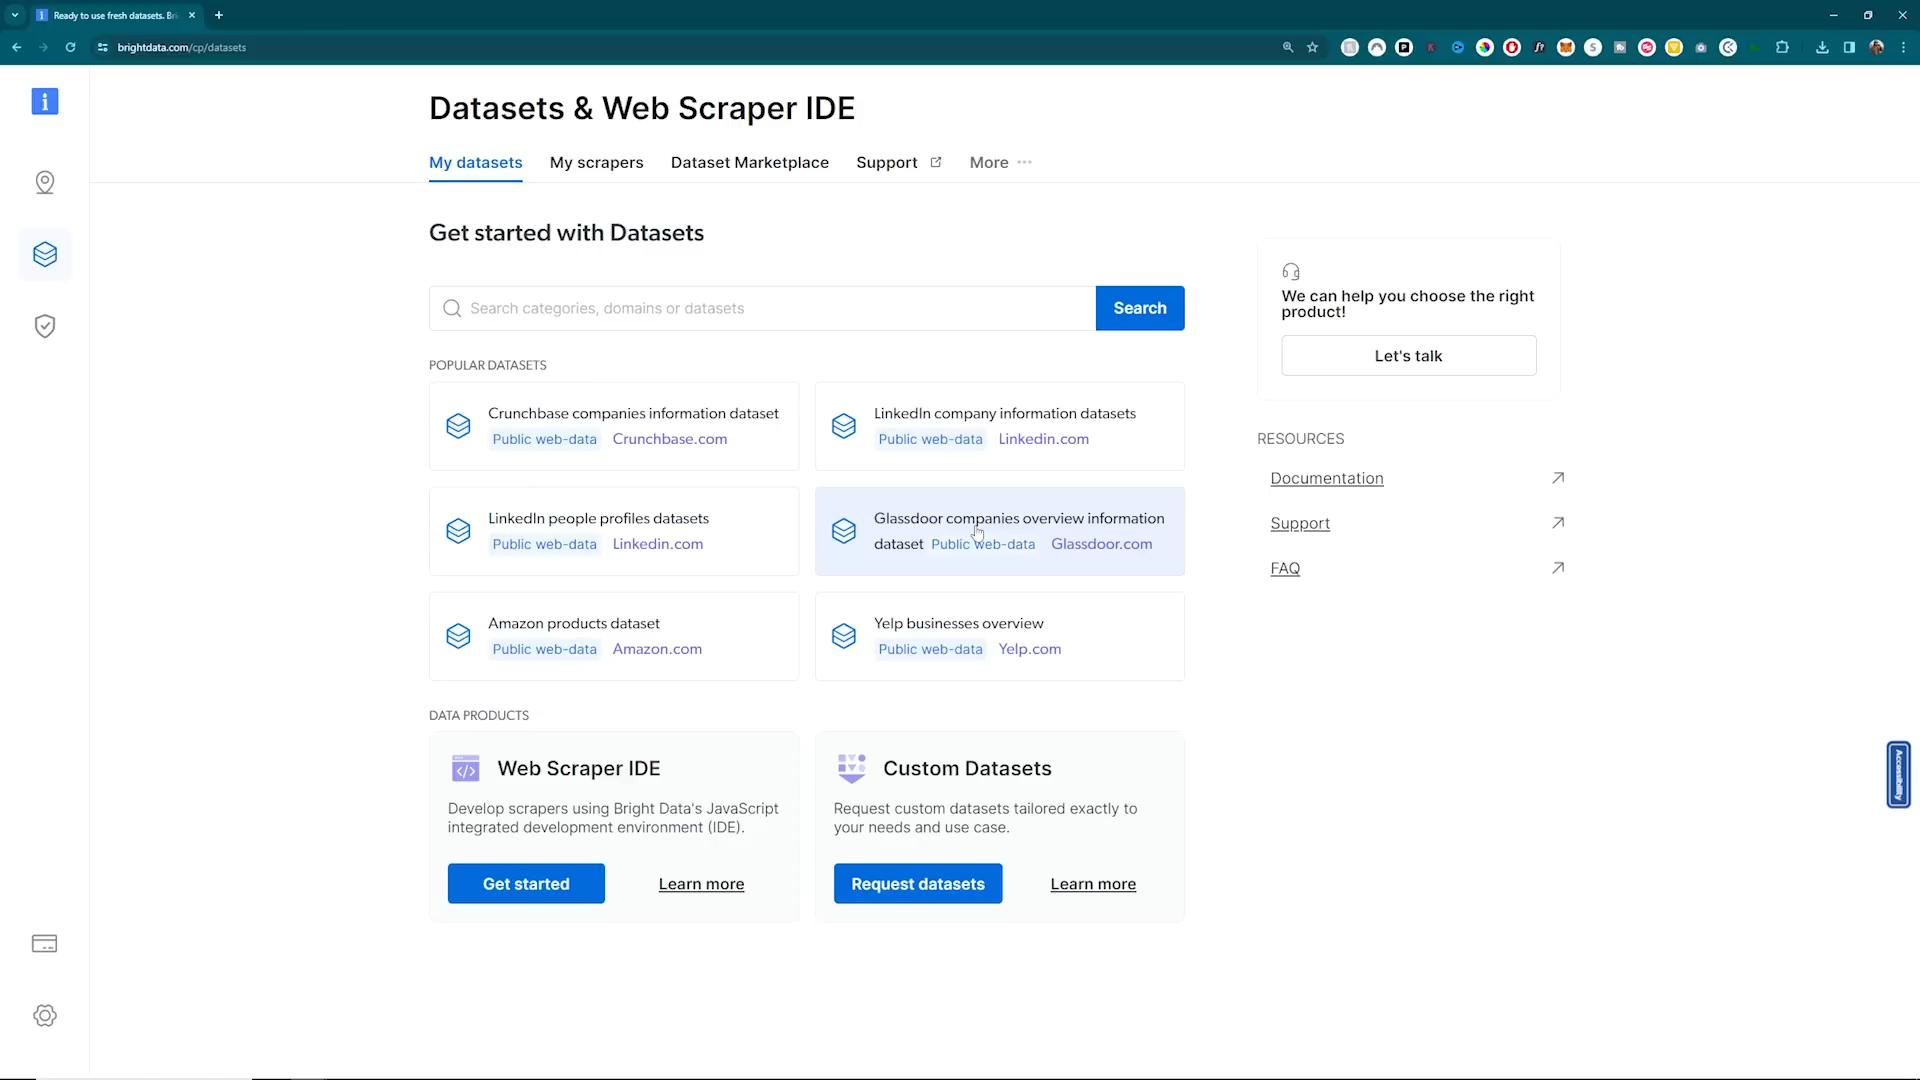 Ready to use fresh datasets. Bri
brightdata.com/cp/datasets
Datasets & Web Scraper IDE
My datasets
My scrapers
Dataset Marketplace
Support
More
Get started with Datasets
Search categories, domains or datasets
Search
POPULAR DATASETS
Crunchbase companies information dataset
Public web-data Crunchbase.com
LinkedIn company information datasets
Public web-data Linkedin.com
LinkedIn people profiles datasets
Public web-data Linkedin.com
Glassdoor companies overview information
dataset Public web-data Glassdoor.com
Amazon products dataset
Public web-data Amazon.com
Yelp businesses overview
Public web-data Yelp.com
DATA PRODUCTS
Web Scraper IDE
Develop scrapers using Bright Data's JavaScript
integrated development environment (IDE).
Get started
Learn more
Custom Datasets
Request custom datasets tailored exactly to
your needs and use case.
Request datasets
Learn more
We can help you choose the right
product!
Let's talk
RESOURCES
Documentation
Support
FAQ
Accessibility